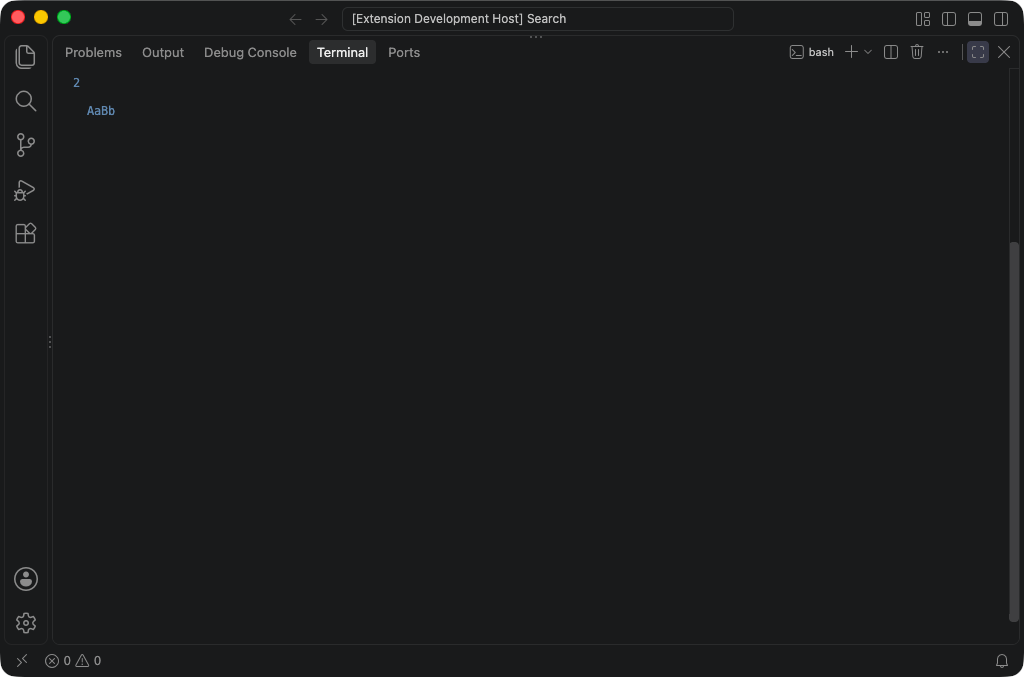 [Extension Development Host] Search
Problems Output Debug Console Terminal Ports bash
2
AaBb
0 0